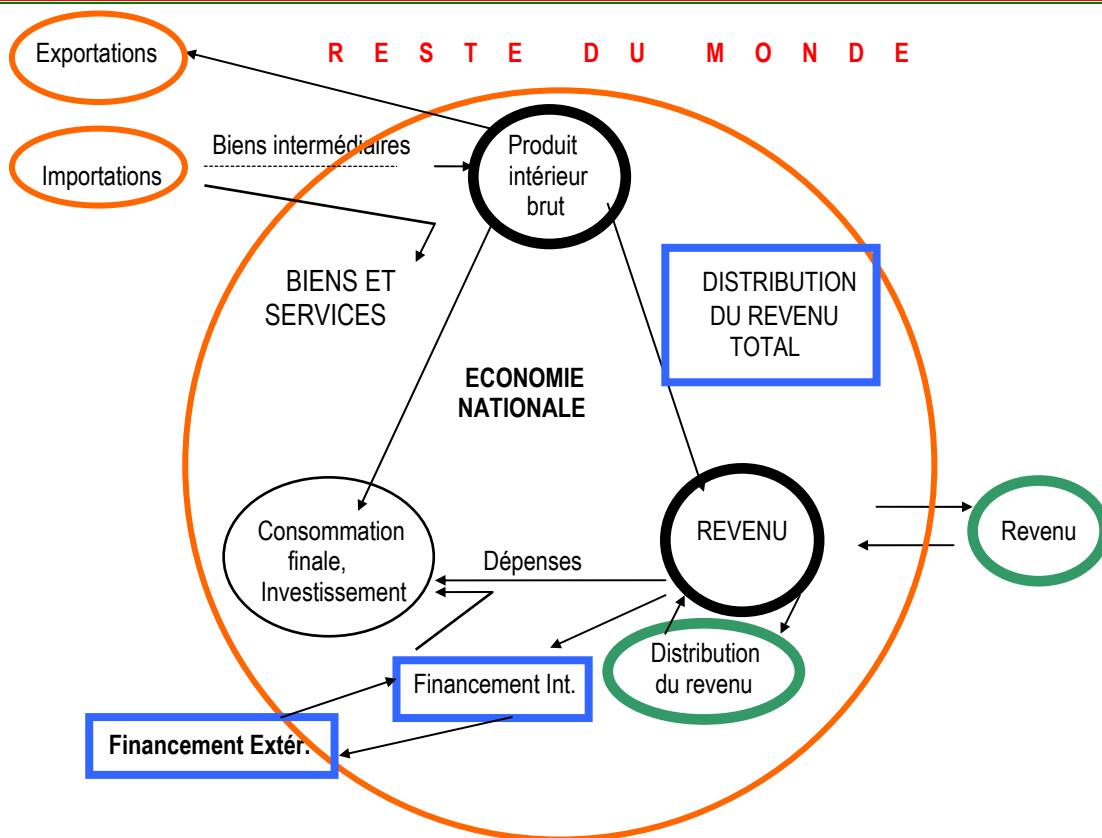 Exportations
R E S T E D U M O N D E
Biens intermédiaires
Importations
Produit
intérieur
brut
BIENS ET
SERVICES
DISTRIBUTION
DU REVENU
TOTAL
ECONOMIE
NATIONALE
Consommation
finale,
Investissement
Dépenses
REVENU
Revenu
Distribution
du revenu
Financement Int.
Financement Extér.